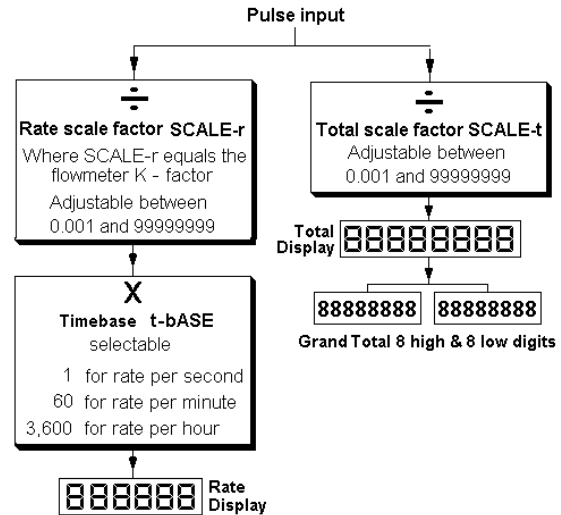 Pulse input
÷
Rate scale factor SCALE-r
Where SCALE-r equals the
flowmeter K - factor
Adjustable between
0.001 and 99999999
X
Timebase t-bASE
selectable
1 for rate per second
60 for rate per minute
3,600 for rate per hour
888888
Rate
Display
÷
Total scale factor SCALE-t
Adjustable between
0.001 and 99999999
Total
Display
88888888
88888888 88888888
Grand Total 8 high & 8 low digits